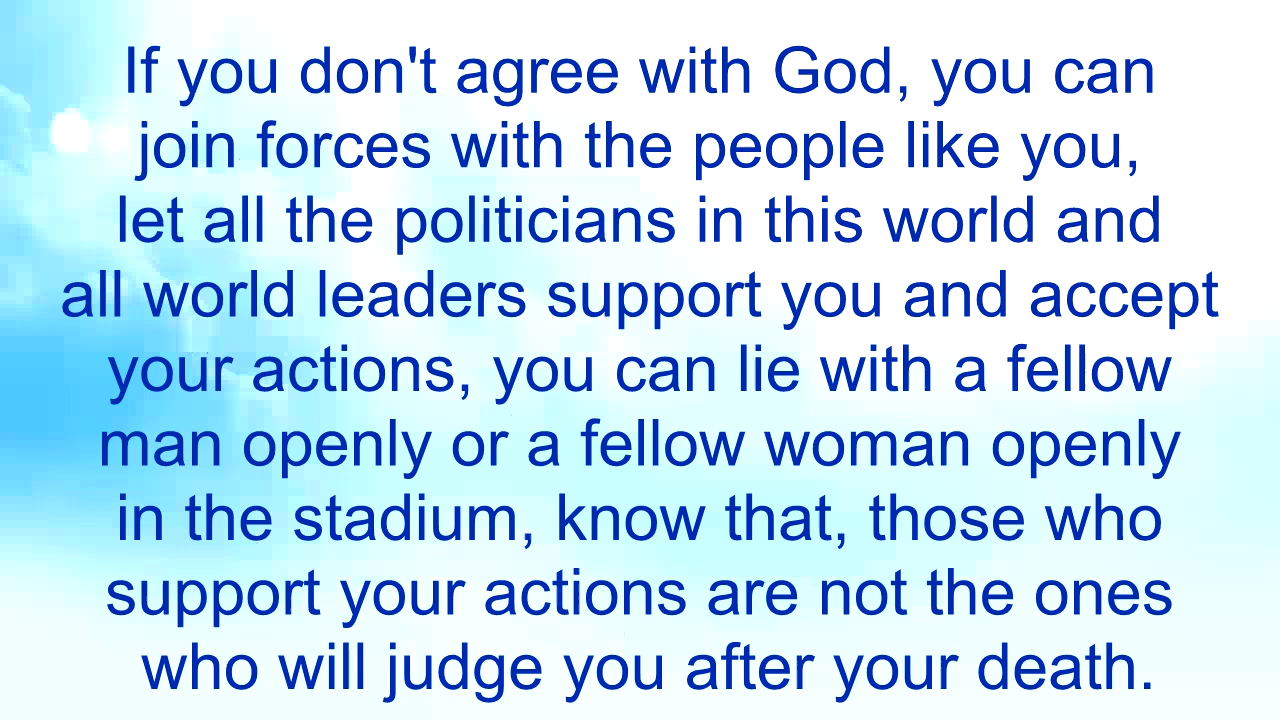 If you don't agree with God, you can
join forces with the people like you,
let all the politicians in this world and
all world leaders support you and accept
your actions, you can lie with a fellow
man openly or a fellow woman openly
in the stadium, know that, those who
support your actions are not the ones
who will judge you after your death.